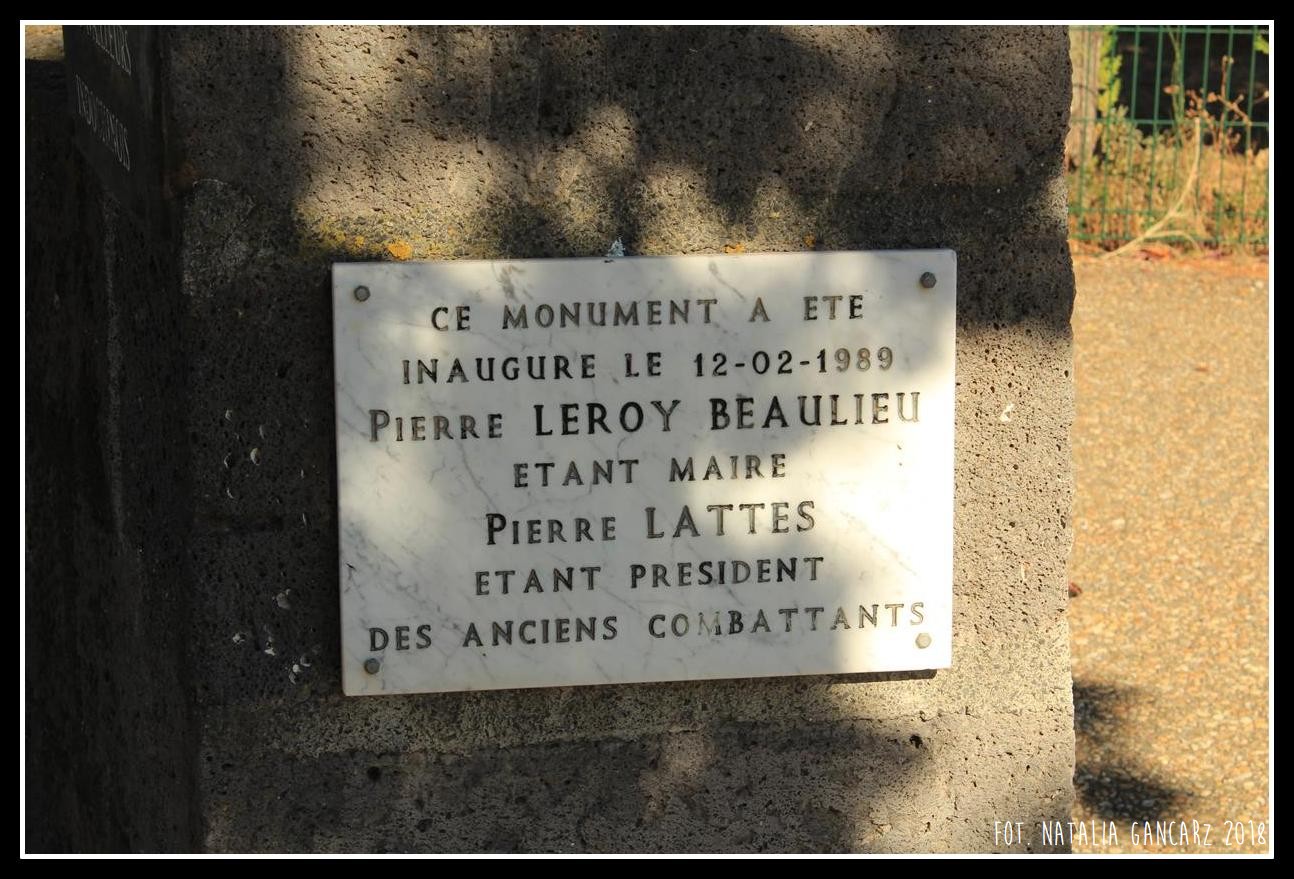 CE MONUMENT A ETE
INAUGURE LE 12-02-1989
PIERRE LEROY BEAULIEU
ETANT MAIRE
PIERRE LATTES
ETANT PRESIDENT
DES ANCIENS COMBATTANTS
FOT. NATALIA GANCARZ 2018